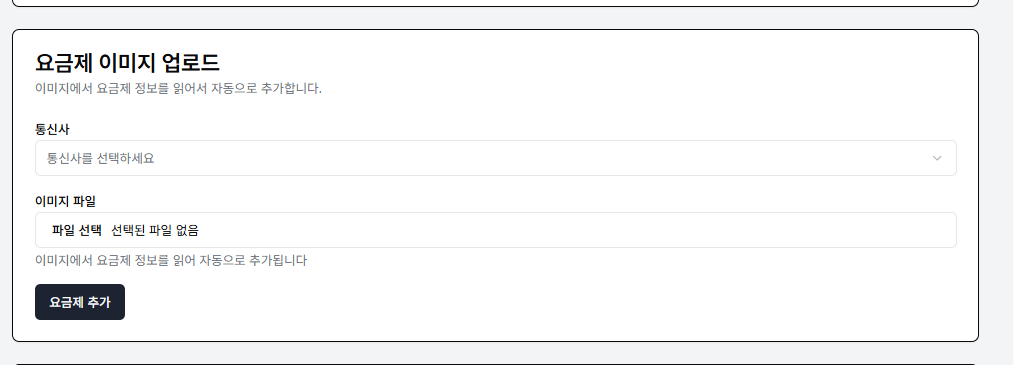 요금제 이미지 업로드
이미지에서 요금제 정보를 읽어서 자동으로 추가합니다.
통신사
통신사를 선택하세요
이미지 파일
파일 선택 선택된 파일 없음
이미지에서 요금제 정보를 읽어 자동으로 추가됩니다
요금제 추가